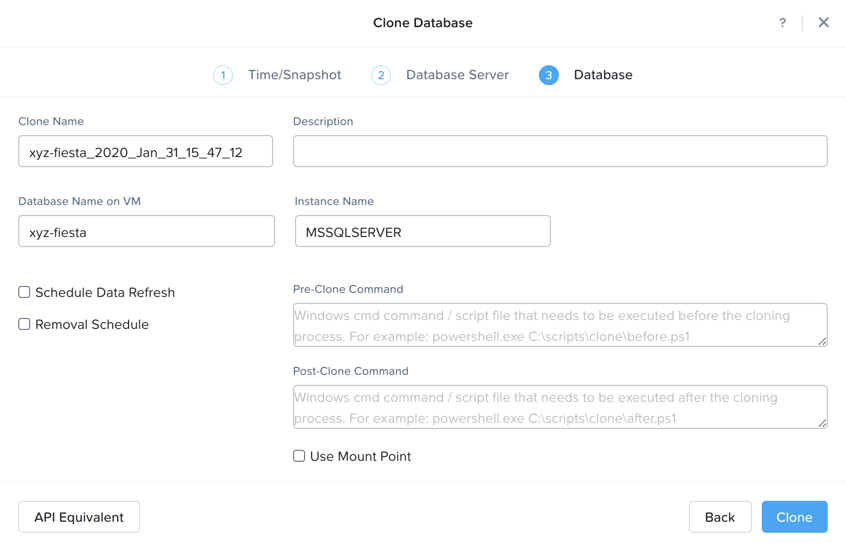 Clone Database
?
1 Time/Snapshot 2 Database Server 3 Database
Clone Name
xyz-fiesta_2020_Jan_31_15_47_12
Description
Database Name on VM
xyz-fiesta
Instance Name
MSSQLSERVER
Schedule Data Refresh
Removal Schedule
Pre-Clone Command
Windows cmd command / script file that needs to be executed before the cloning
process. For example: powershell.exe C:\scripts\clone\before.ps1
Post-Clone Command
Windows cmd command / script file that needs to be executed after the cloning
process. For example: powershell.exe C:\scripts\clone\after.ps1
Use Mount Point
API Equivalent
Back
Clone